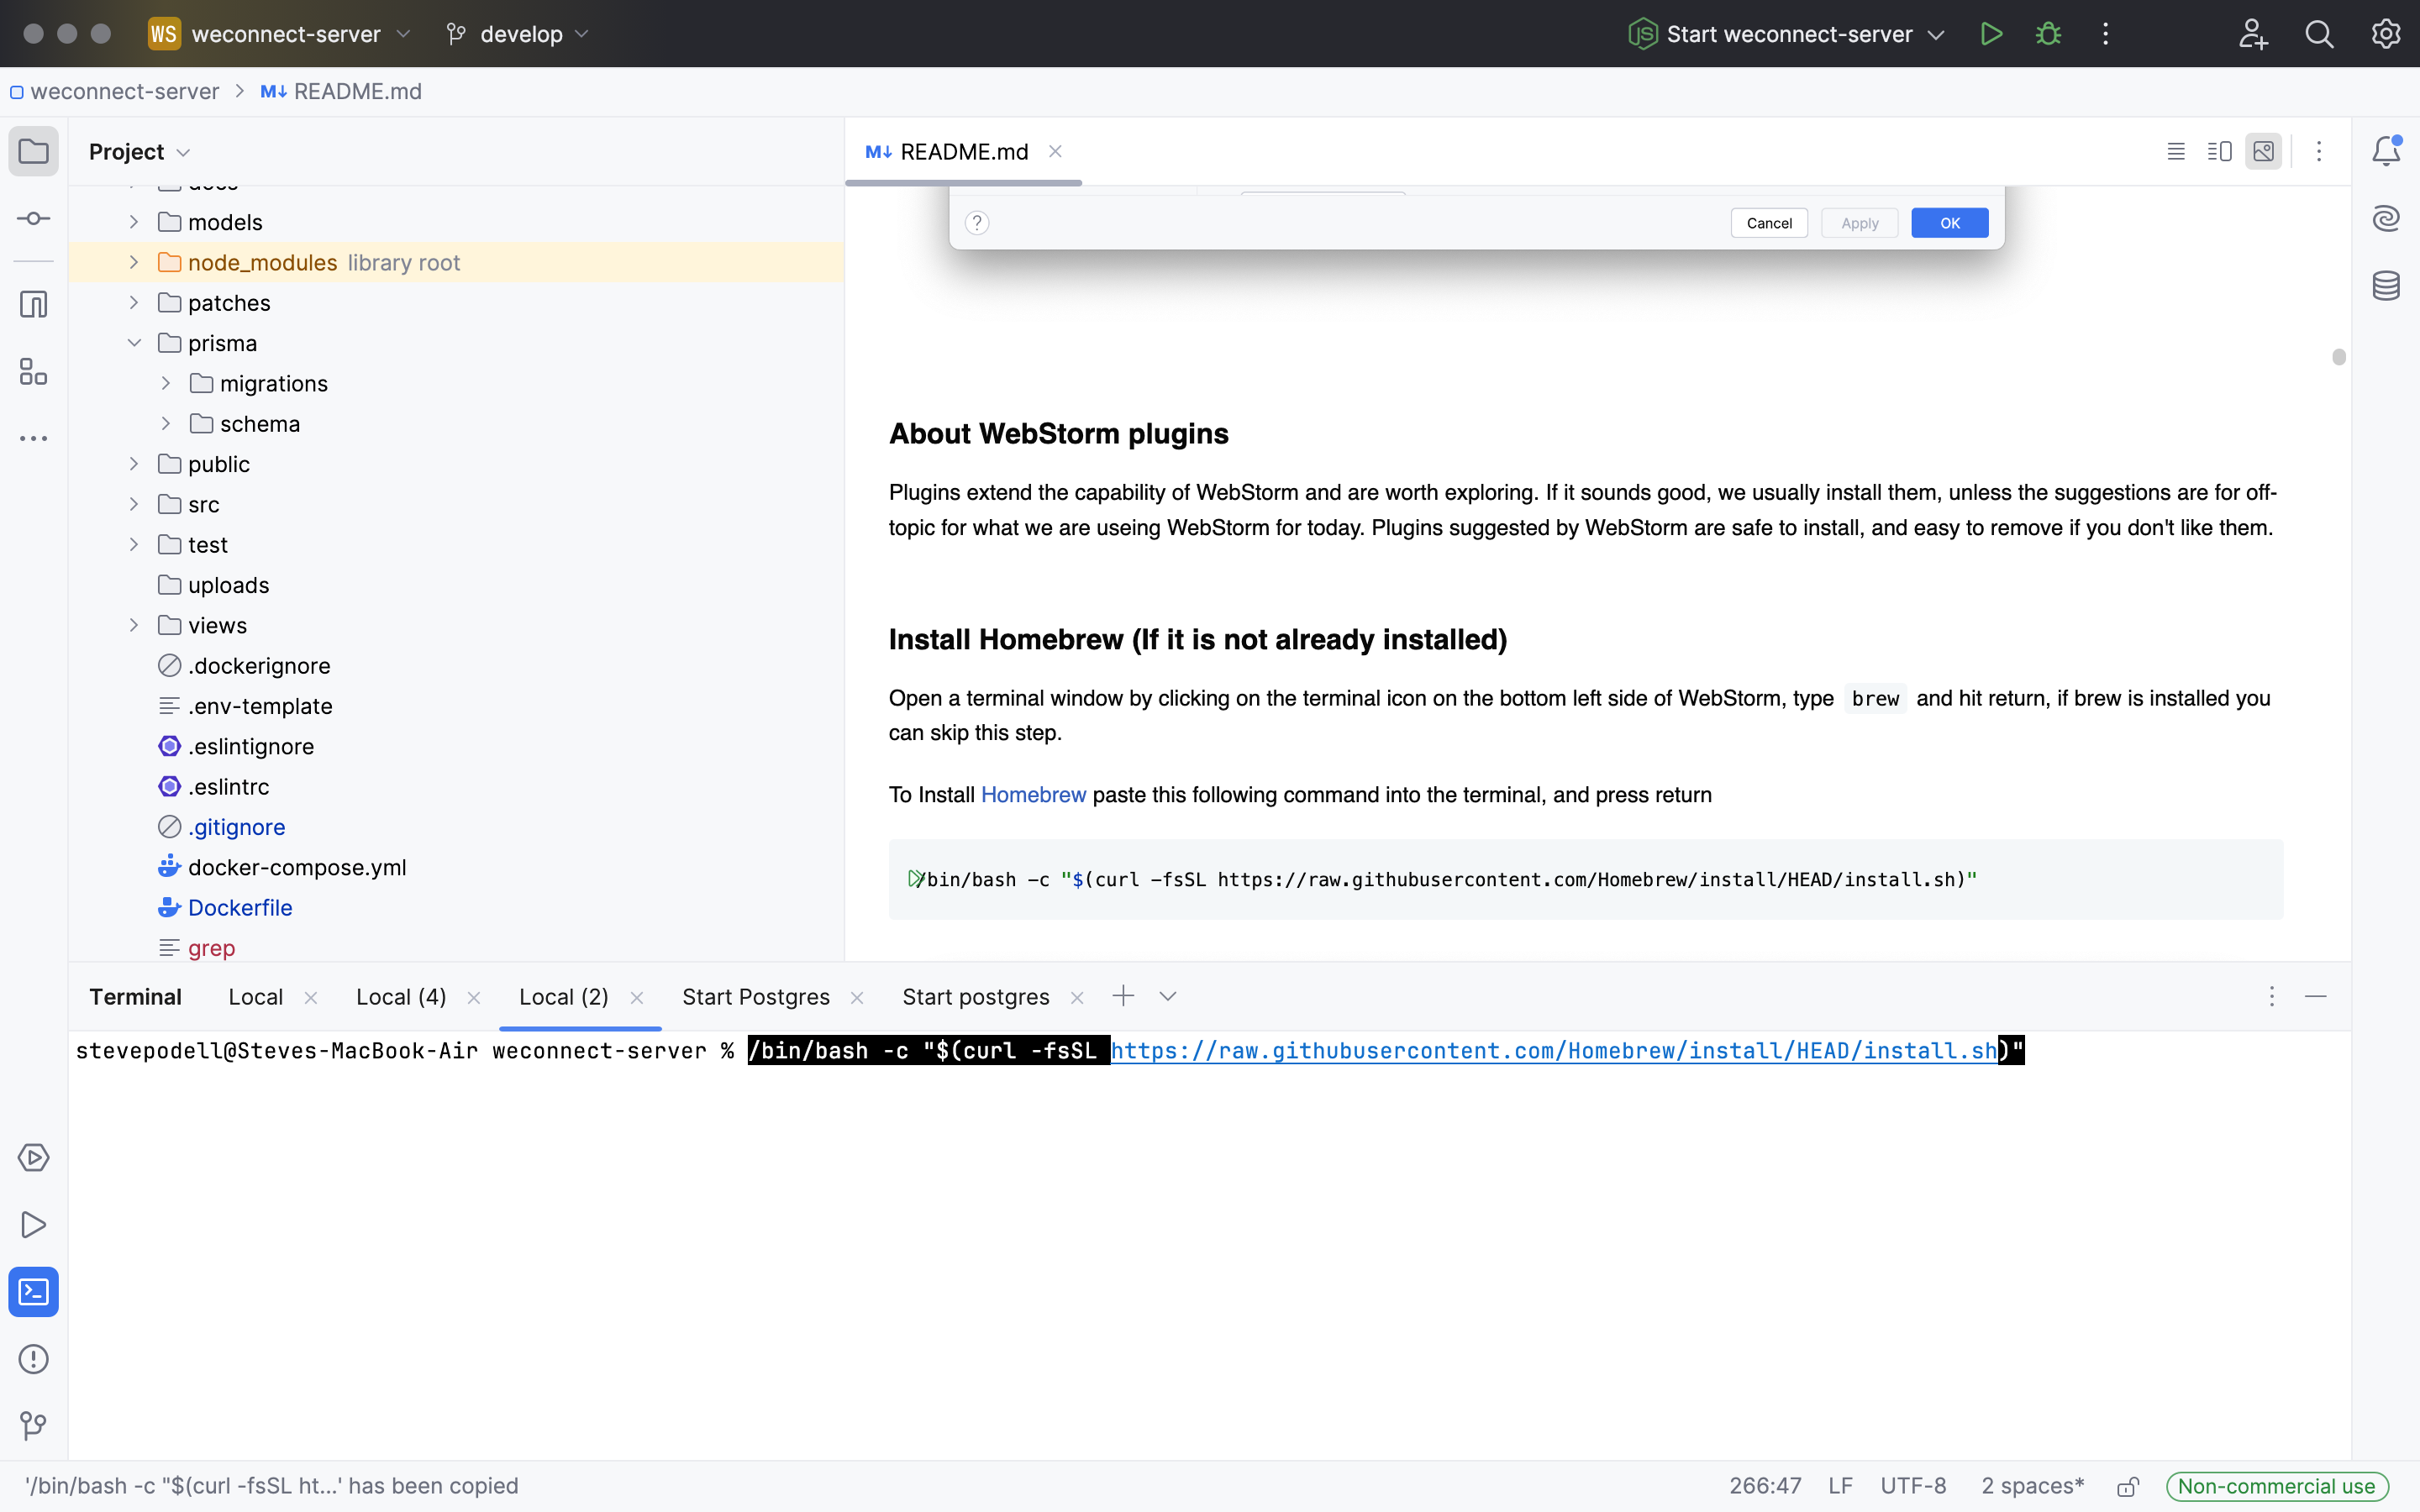 WS weconnect-server develop JS Start weconnect-server
weconnect-server > M↓ README.md
Project
M↓ README.md
docs
models
node_modules library root
patches
prisma
migrations
schema
public
src
test
uploads
views
.dockerignore
.env-template
.eslintignore
.eslintrc
.gitignore
docker-compose.yml
Dockerfile
grep
?
Cancel Apply OK
About WebStorm plugins
Plugins extend the capability of WebStorm and are worth exploring. If it sounds good, we usually install them, unless the suggestions are for off-
topic for what we are useing WebStorm for today. Plugins suggested by WebStorm are safe to install, and easy to remove if you don't like them.
Install Homebrew (If it is not already installed)
Open a terminal window by clicking on the terminal icon on the bottom left side of WebStorm, type brew and hit return, if brew is installed you
can skip this step.
To Install Homebrew paste this following command into the terminal, and press return
/bin/bash -c "$(curl -fsSL https://raw.githubusercontent.com/Homebrew/install/HEAD/install.sh)"
Terminal Local Local (4) Local (2) Start Postgres Start postgres
stevepodell@Steves-MacBook-Air weconnect-server % /bin/bash -c "$(curl -fsSL https://raw.githubusercontent.com/Homebrew/install/HEAD/install.sh)"
'/bin/bash -c "$(curl -fsSL ht...' has been copied
266:47 LF UTF-8 2 spaces* Non-commercial use